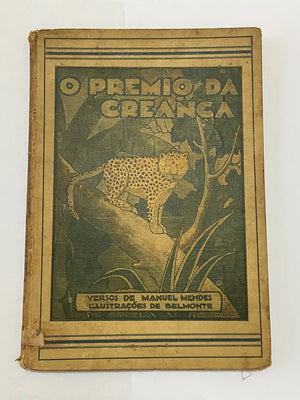 O PREMIO DA
CREANÇA
VERSOS DE MANUEL MENDES
ILLUSTRAÇÕES DE BELMONTE